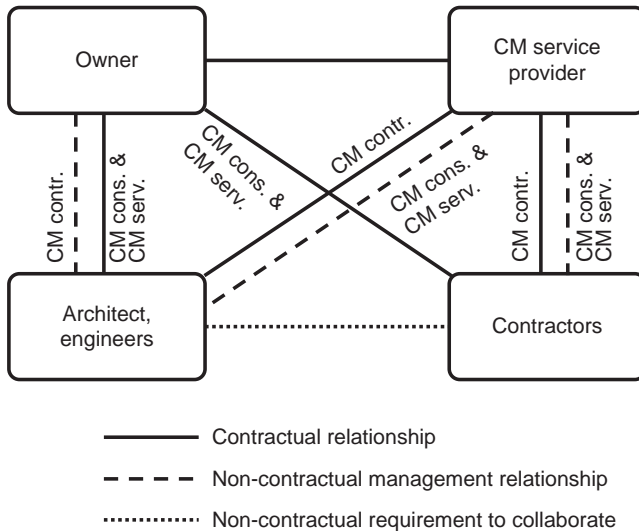 Owner
CM service
provider
CM contr.
CM cons. &
CM serv.
CM cons. &
CM serv.
CM contr.
CM cons. &
CM serv.
CM contr.
CM cons. &
CM serv.
Architect,
engineers
Contractors
Contractual relationship
Non-contractual management relationship
Non-contractual requirement to collaborate